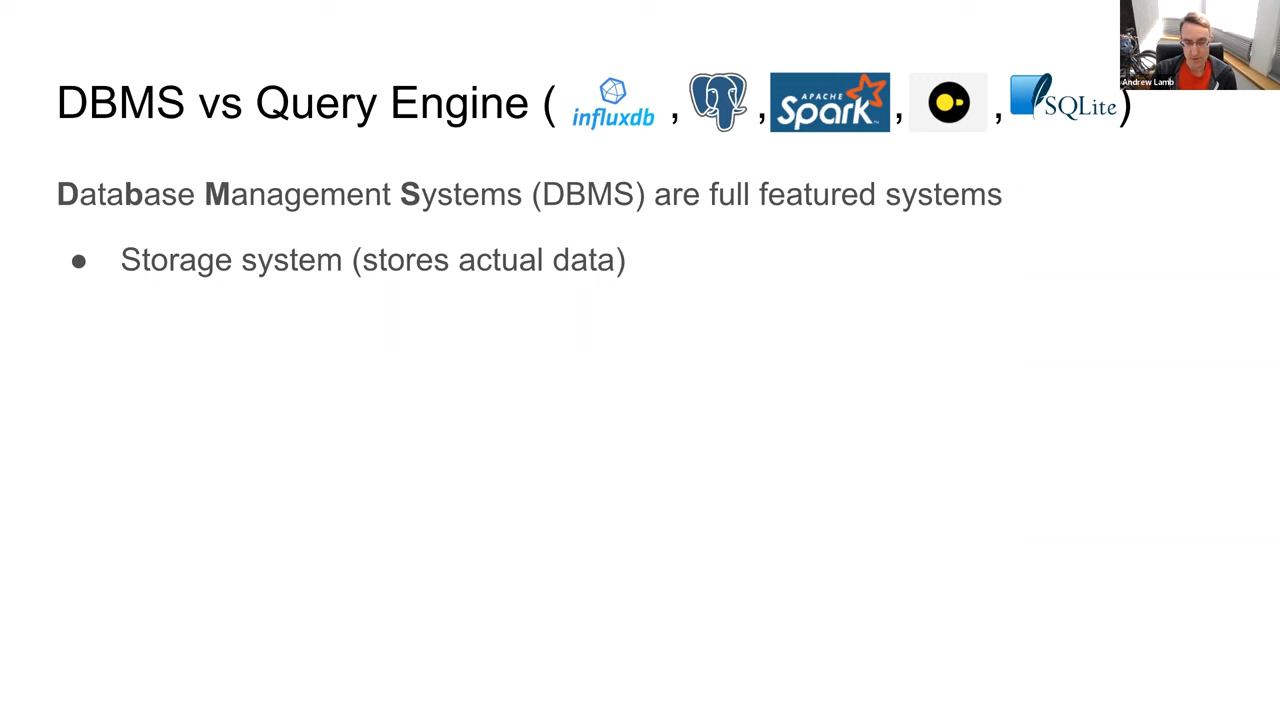 DBMS vs Query Engine ( influxdb , , APACHE Spark ™ , , SQLite )
Andrew Lamb
Database Management Systems (DBMS) are full featured systems
● Storage system (stores actual data)